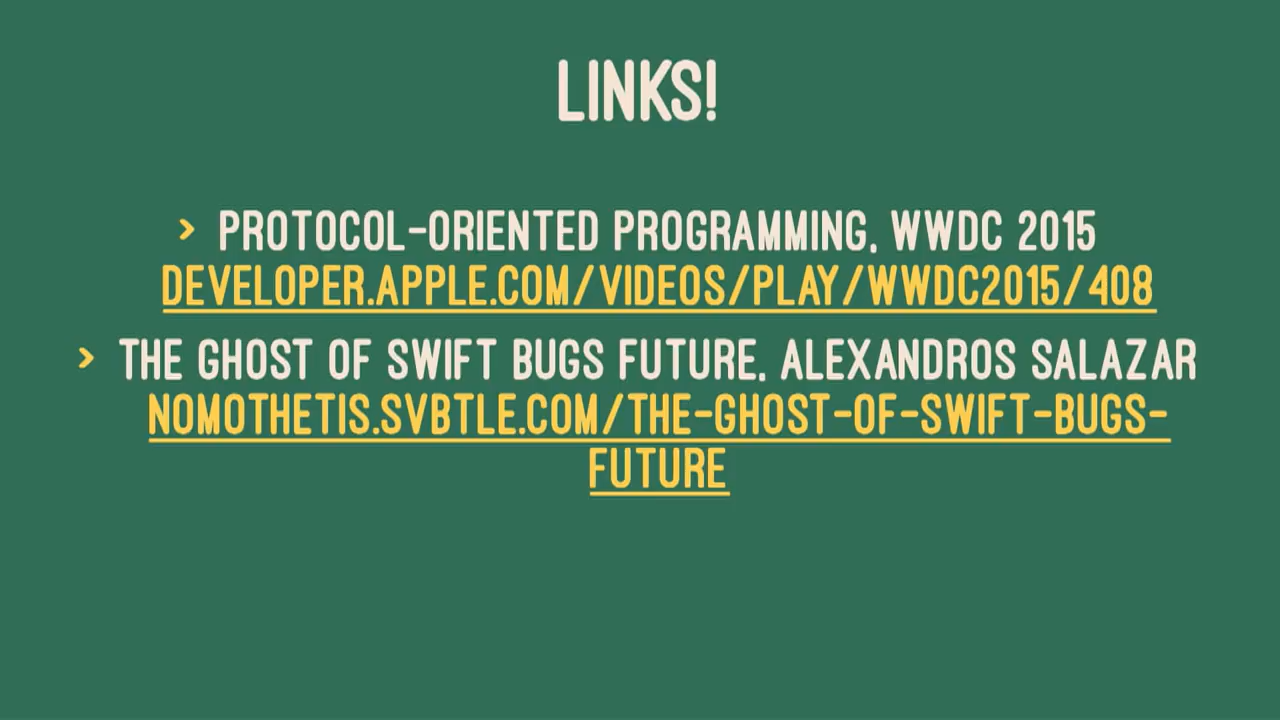 LINKS!
> PROTOCOL-ORIENTED PROGRAMMING, WWDC 2015
DEVELOPER.APPLE.COM/VIDEOS/PLAY/WWDC2015/408
> THE GHOST OF SWIFT BUGS FUTURE, ALEXANDROS SALAZAR
NOMOTHETIS.SVBTLE.COM/THE-GHOST-OF-SWIFT-BUGS-
FUTURE